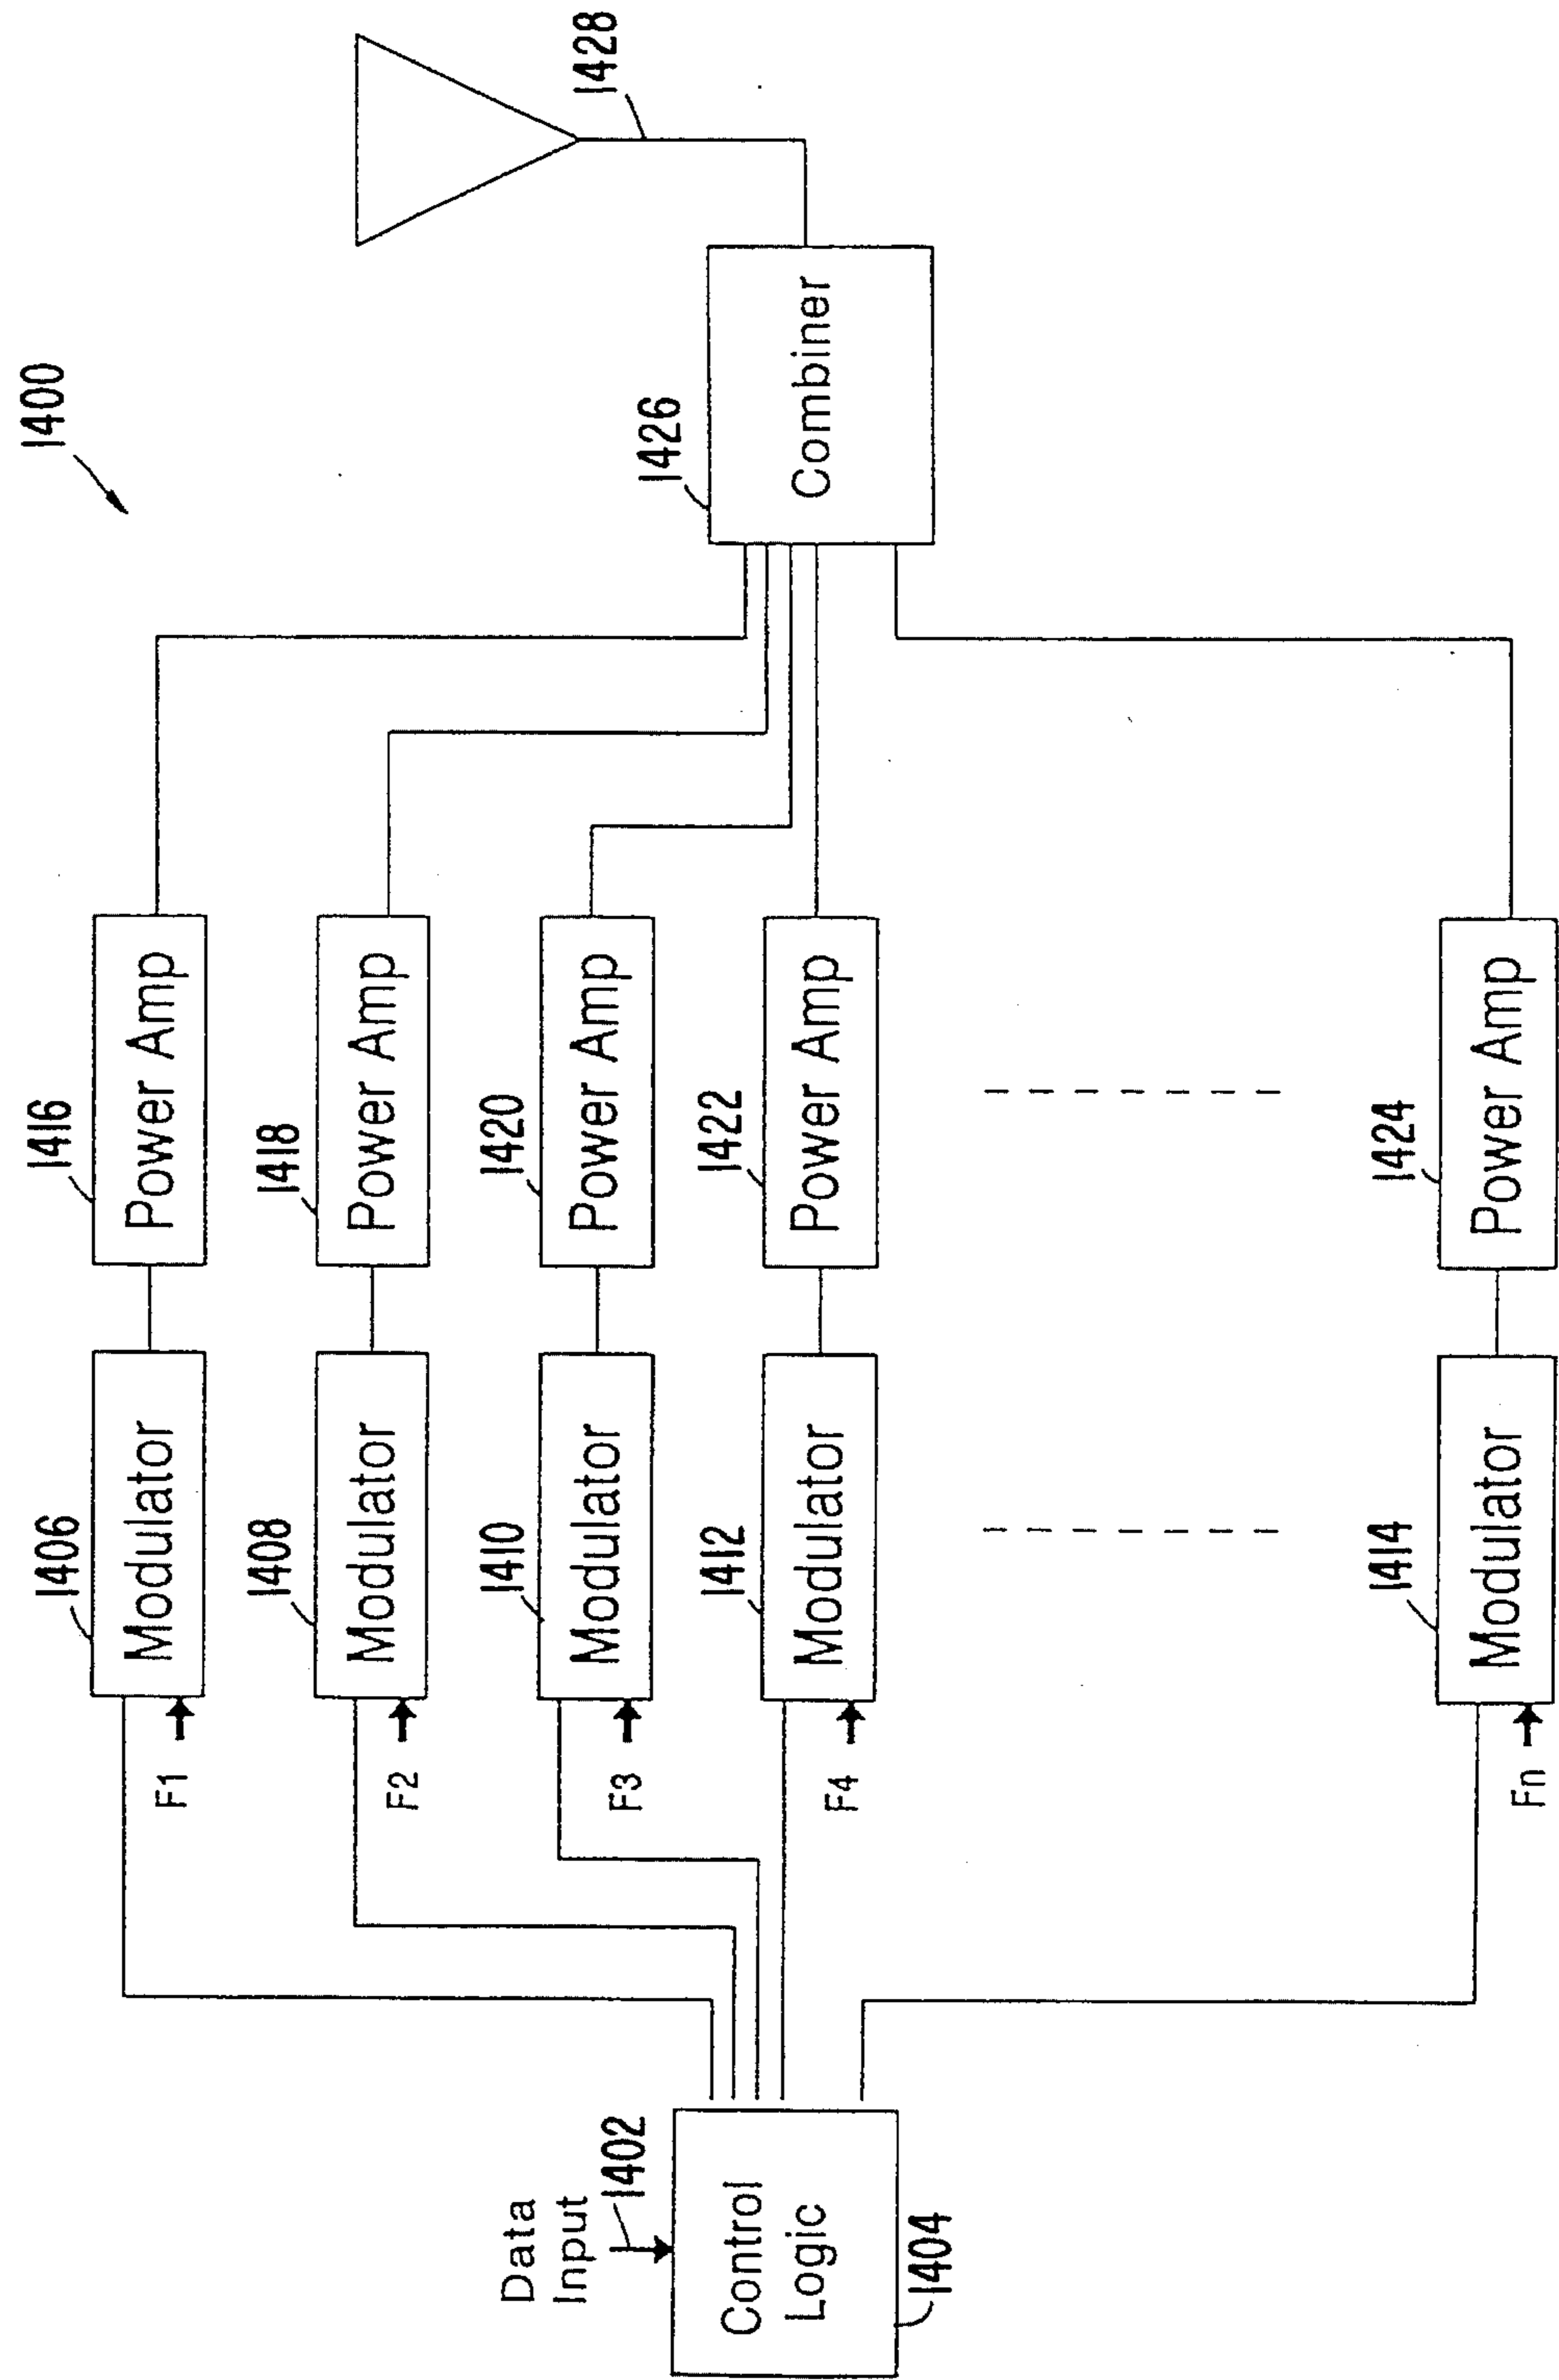 1400
Data
Input
1402
Control
Logic
1404
1406
Modulator
F1
1416
Power Amp
1408
Modulator
F2
1418
Power Amp
1410
Modulator
F3
1420
Power Amp
1412
Modulator
F4
1422
Power Amp
1414
Modulator
Fn
1424
Power Amp
1426
Combiner
1428